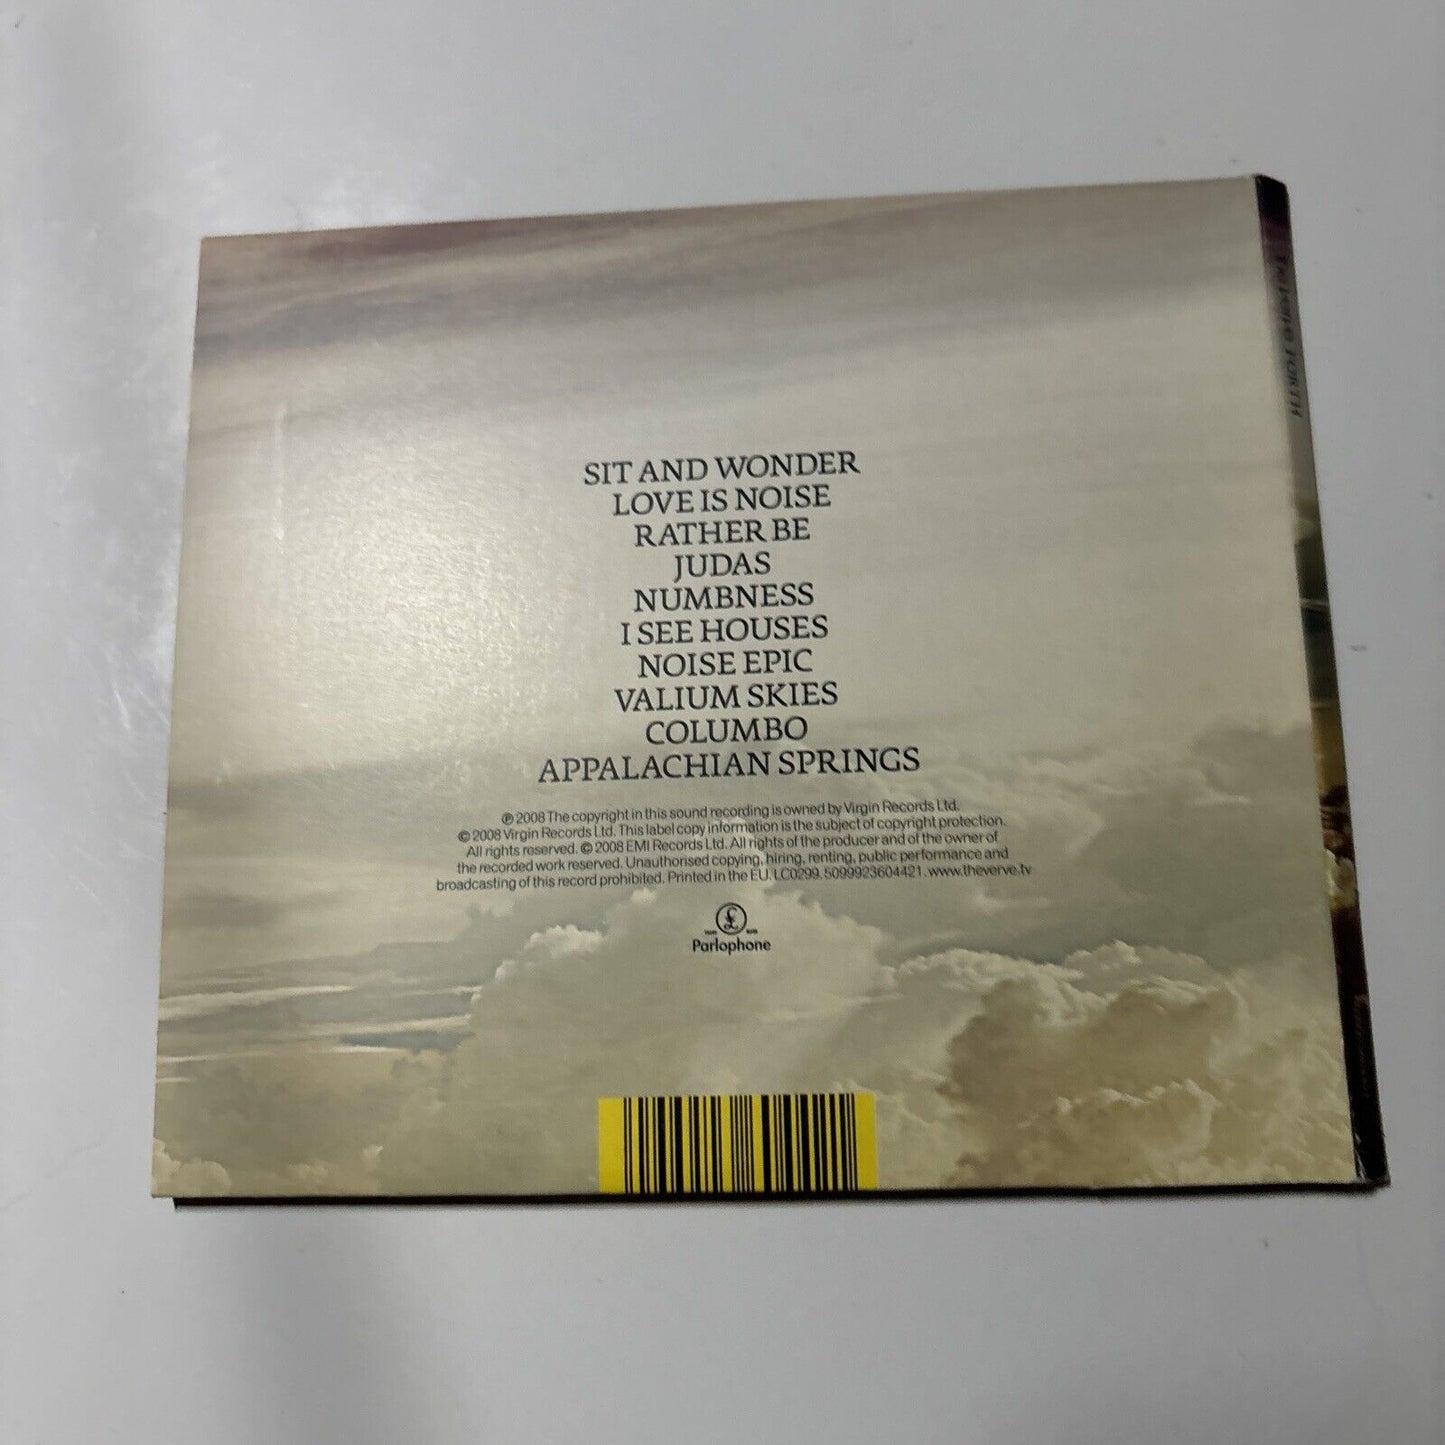 SIT AND WONDER
LOVE IS NOISE
RATHER BE
JUDAS
NUMBNESS
I SEE HOUSES
NOISE EPIC
VALIUM SKIES
COLUMBO
APPALACHIAN SPRINGS
℗ 2008 The copyright in this sound recording is owned by Virgin Records Ltd.
© 2008 Virgin Records Ltd. This label copy information is the subject of copyright protection.
All rights reserved. © 2008 EMI Records Ltd. All rights of the producer and of the owner of
the recorded work reserved. Unauthorised copying, hiring, renting, public performance and
broadcasting of this record prohibited. Printed in the EU. LC0299. 5099923604421. www.theverve.tv
£
Parlophone
FORTH